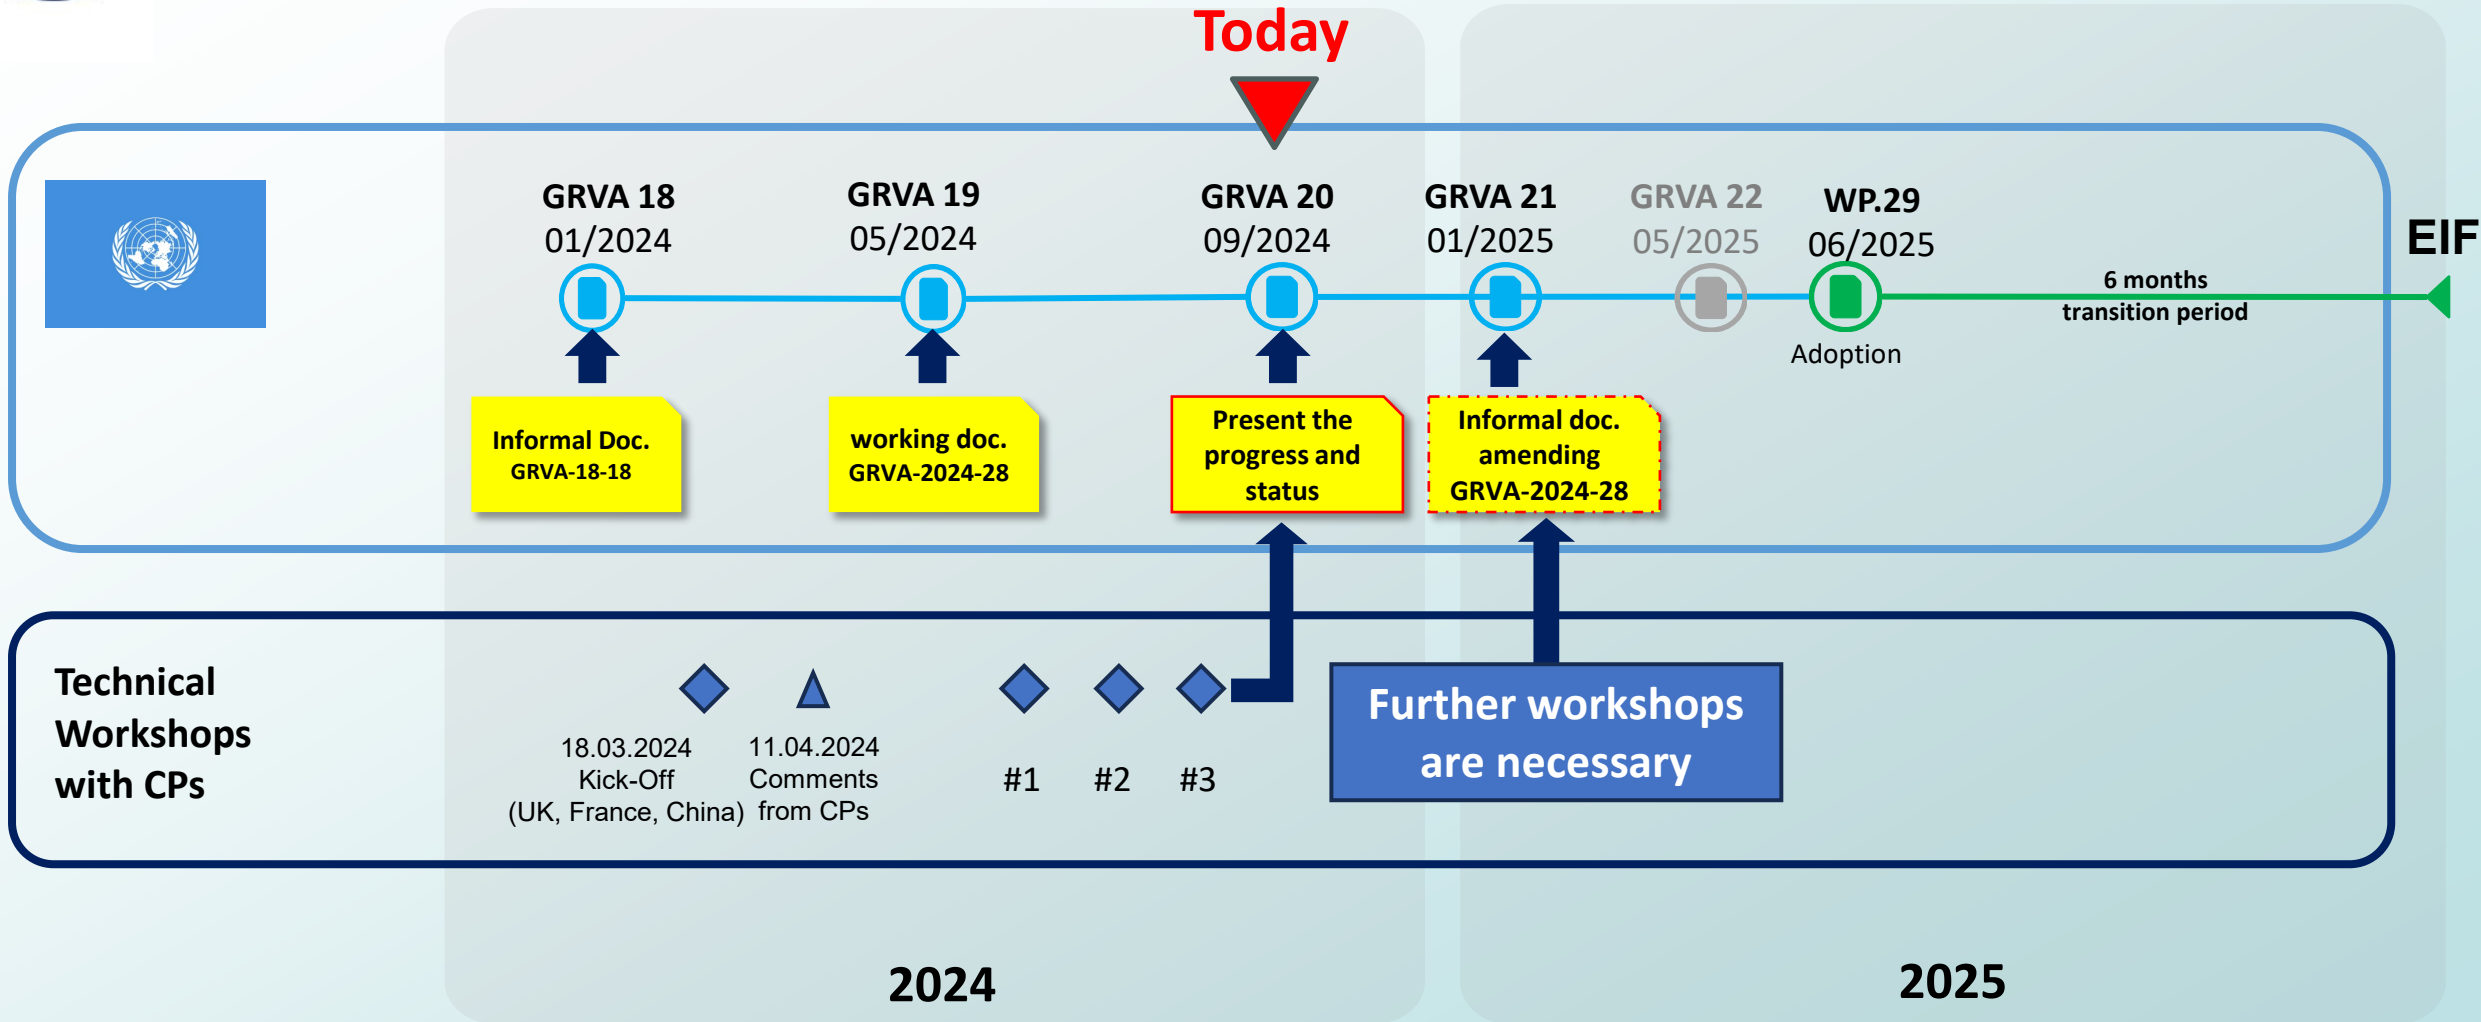 Today
GRVA 18
01/2024
GRVA 19
05/2024
GRVA 20
09/2024
GRVA 21
01/2025
GRVA 22
05/2025
WP.29
06/2025
EIF
6 months
transition period
Adoption
Informal Doc.
GRVA-18-18
working doc.
GRVA-2024-28
Present the
progress and
status
Informal doc.
amending
GRVA-2024-28
Technical
Workshops
with CPs
18.03.2024
Kick-Off
(UK, France, China)
11.04.2024
Comments
from CPs
#1
#2
#3
Further workshops
are necessary
2024
2025